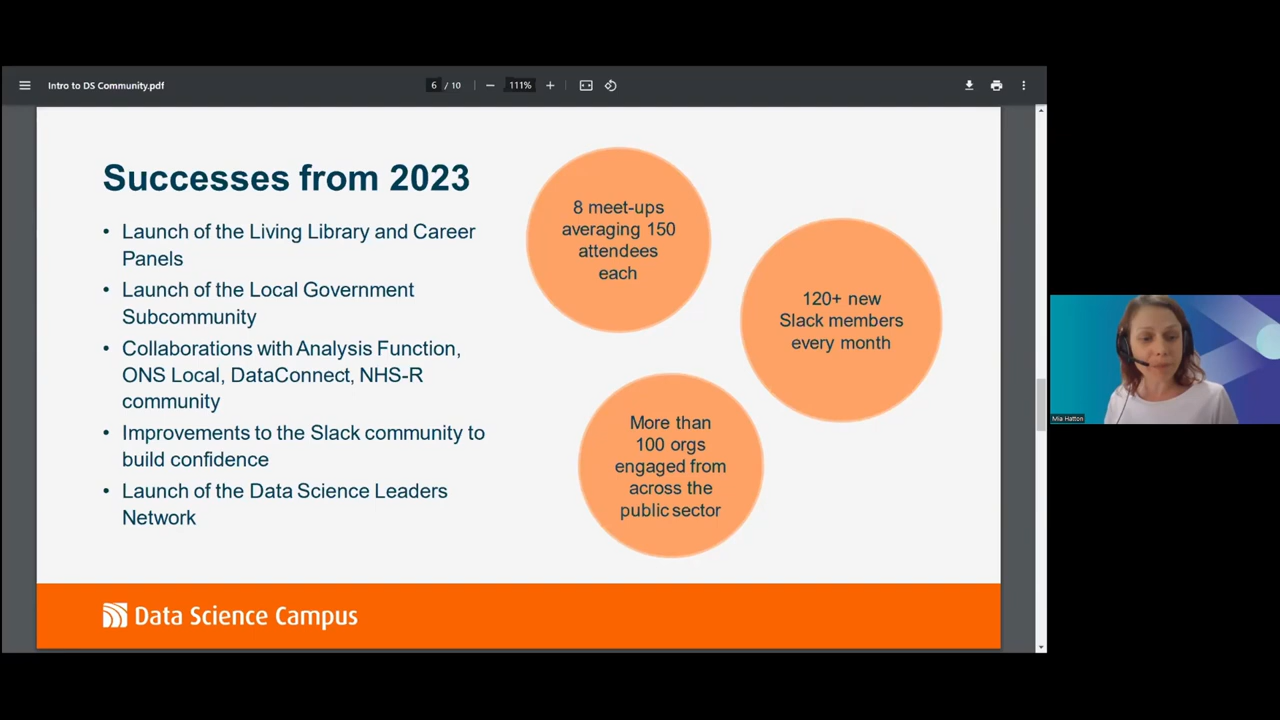 Intro to DS Community.pdf
6 / 10
111%
Successes from 2023
• Launch of the Living Library and Career
Panels
• Launch of the Local Government
Subcommunity
• Collaborations with Analysis Function,
ONS Local, DataConnect, NHS-R
community
• Improvements to the Slack community to
build confidence
• Launch of the Data Science Leaders
Network
8 meet-ups
averaging 150
attendees
each
120+ new
Slack members
every month
More than
100 orgs
engaged from
across the
public sector
Data Science Campus
Mia Hatton